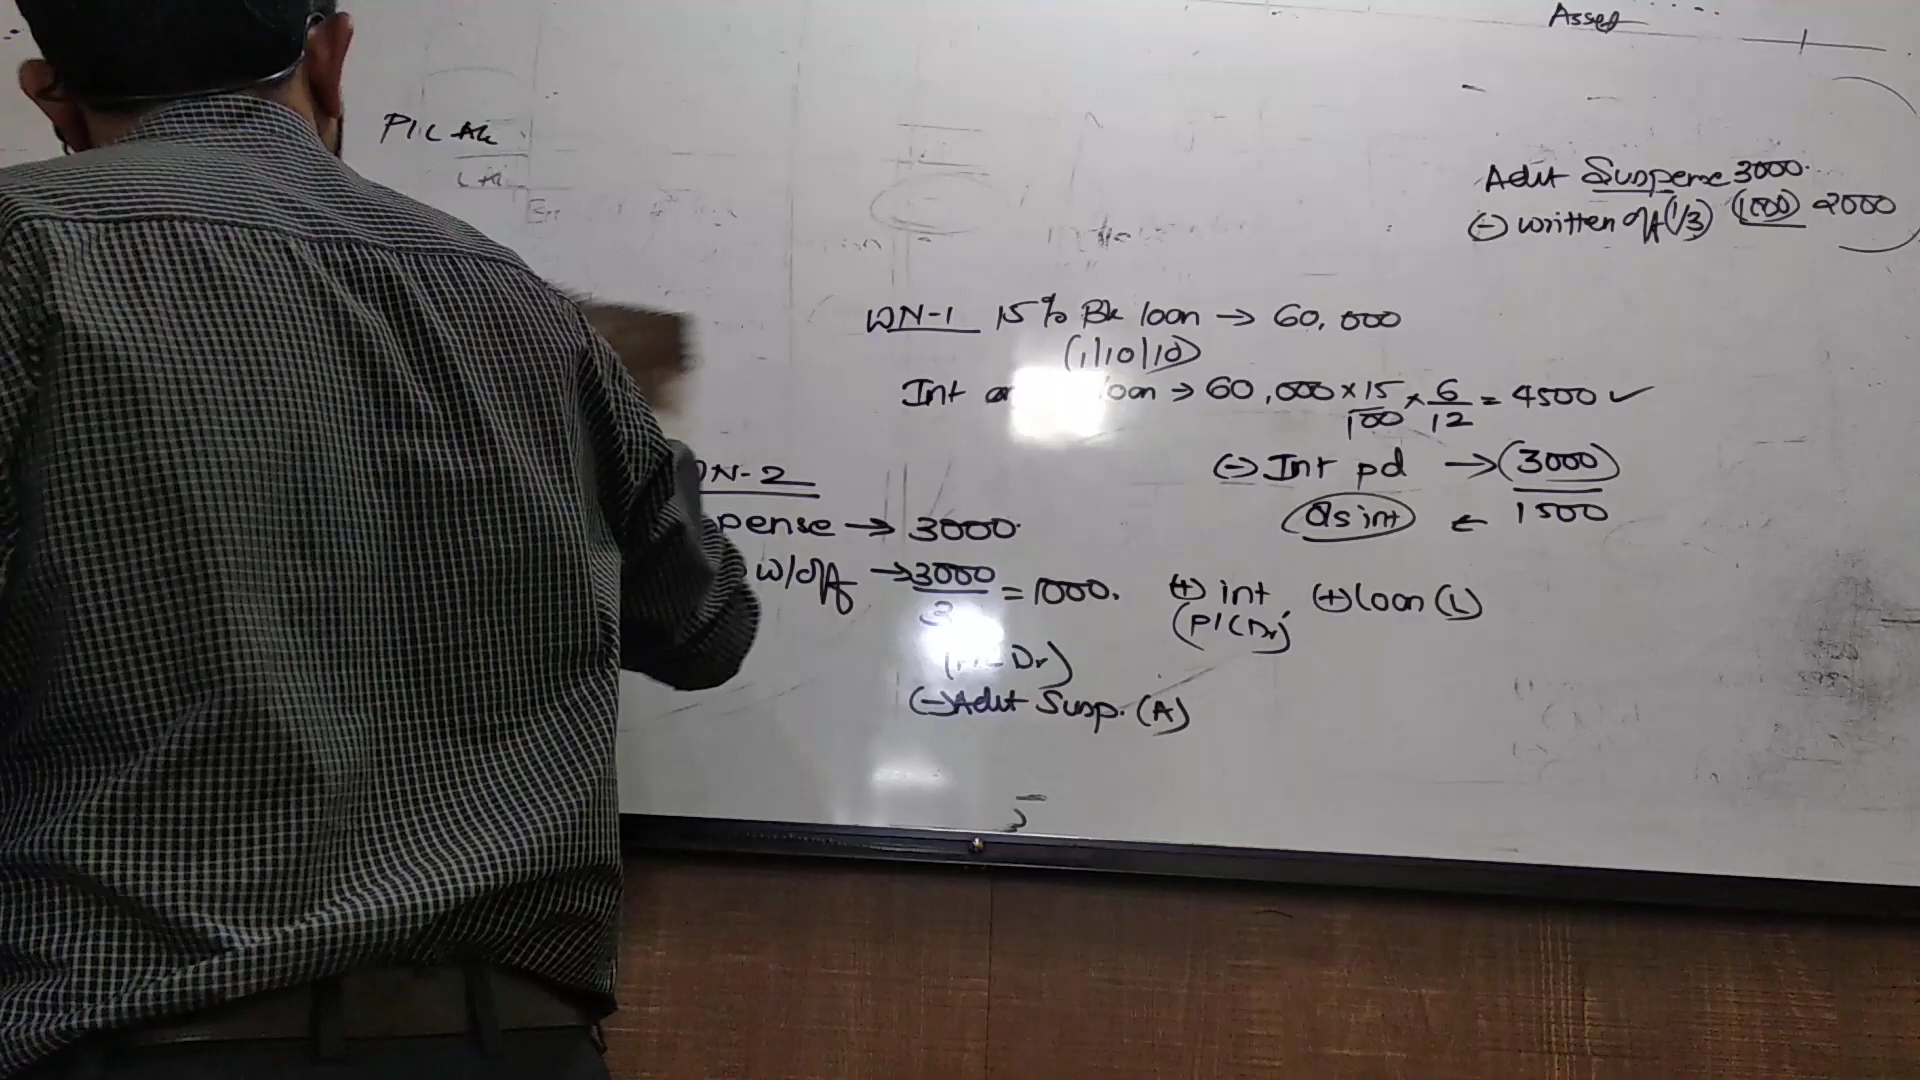 Asset
P/L A/c
Advt Suspense 3000.
(-) written off (1/3) (1000) 2000
WN-1 15% Bk loan → 60,000
(1/10/10)
Int loan → 60,000 × 15/100 × 6/12 = 4500 ✓
(-) Int pd → (3000)
O/s int ← 1500
WN-2
pense → 3000.
w/off → 3000/3 = 1000.
(+) int (+) loan (L)
(P/L Dr)
Dr)
(-) Advt Susp. (A)